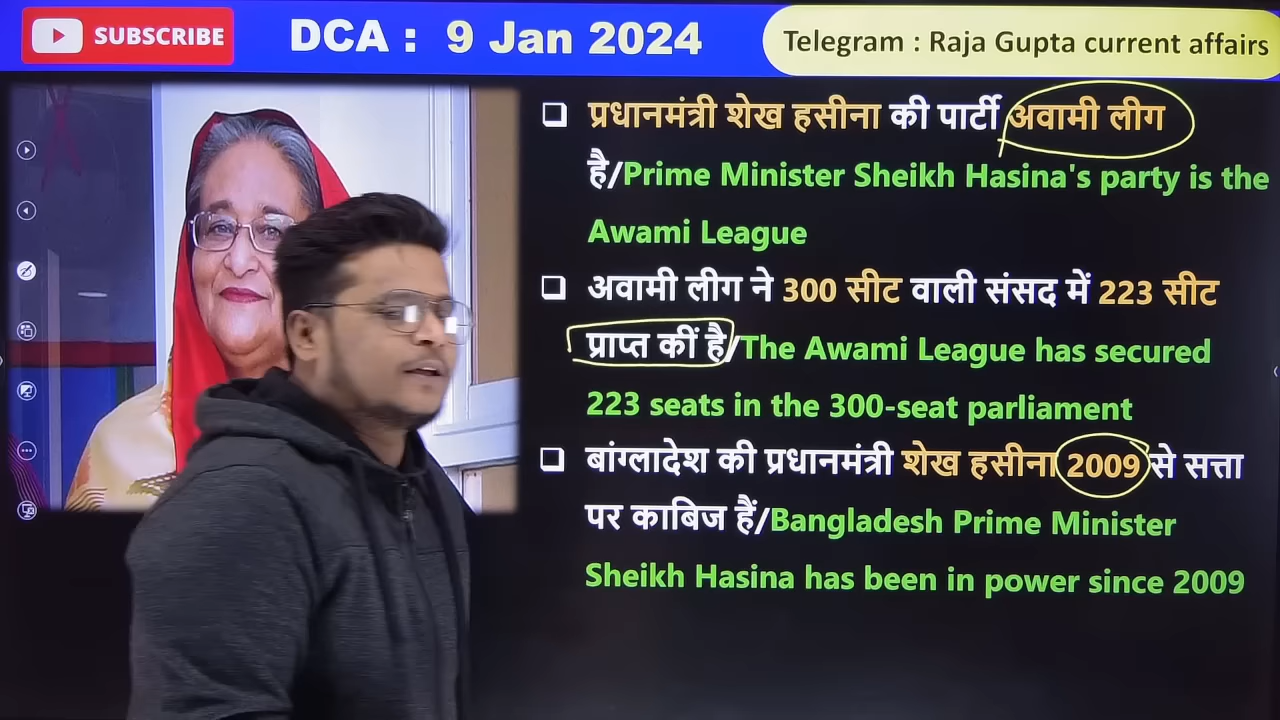 SUBSCRIBE
DCA : 9 Jan 2024
Telegram : Raja Gupta current affairs
प्रधानमंत्री शेख हसीना की पार्टी अवामी लीग
है/Prime Minister Sheikh Hasina's party is the
Awami League
अवामी लीग ने 300 सीट वाली संसद में 223 सीट
प्राप्त कीं है/The Awami League has secured
223 seats in the 300-seat parliament
बांग्लादेश की प्रधानमंत्री शेख हसीना 2009 से सत्ता
पर काबिज हैं/Bangladesh Prime Minister
Sheikh Hasina has been in power since 2009